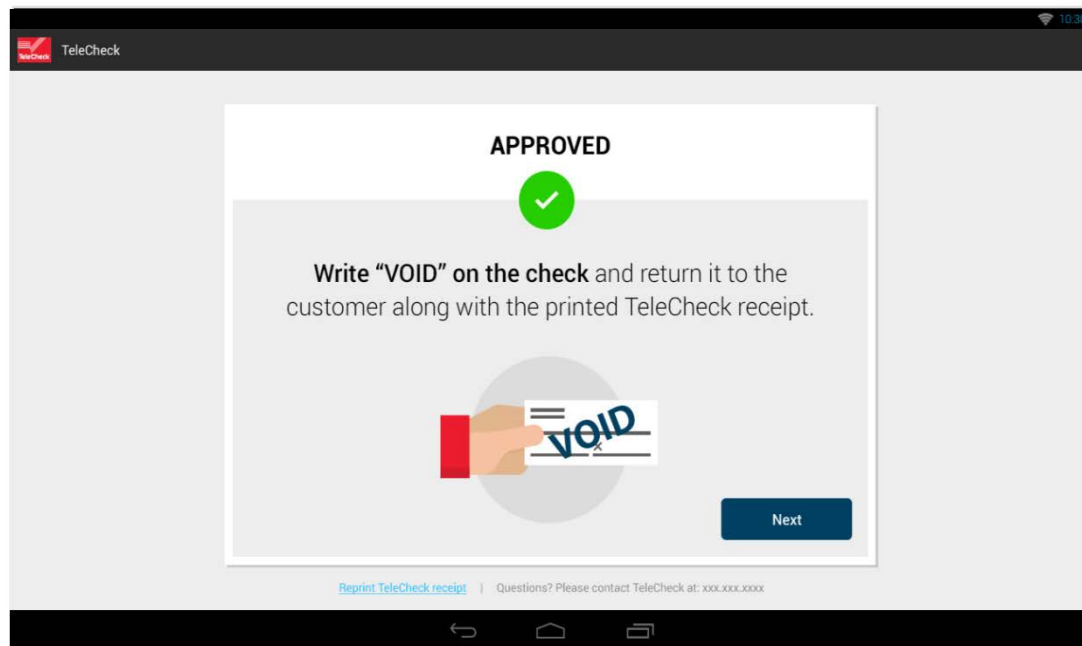 TeleCheck
TeleCheck
APPROVED
Write “VOID” on the check and return it to the
customer along with the printed TeleCheck receipt.
VOID
x
Next
Reprint TeleCheck receipt | Questions? Please contact TeleCheck at: xxx.xxx.xxxx